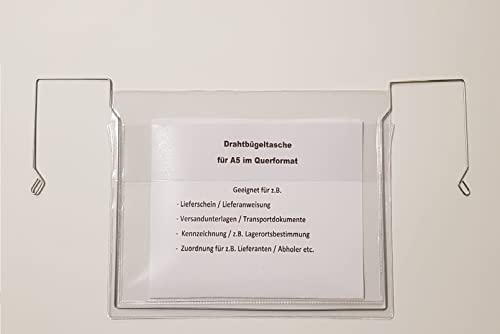 Drahtbügeltasche
für A5 im Querformat
Geeignet für z.B.
- Lieferschein / Lieferanweisung
- Versandunterlagen / Transportdokumente
- Kennzeichnung / z.B. Lagerortsbestimmung
- Zuordnung für z.B. Lieferanten / Abholer etc.